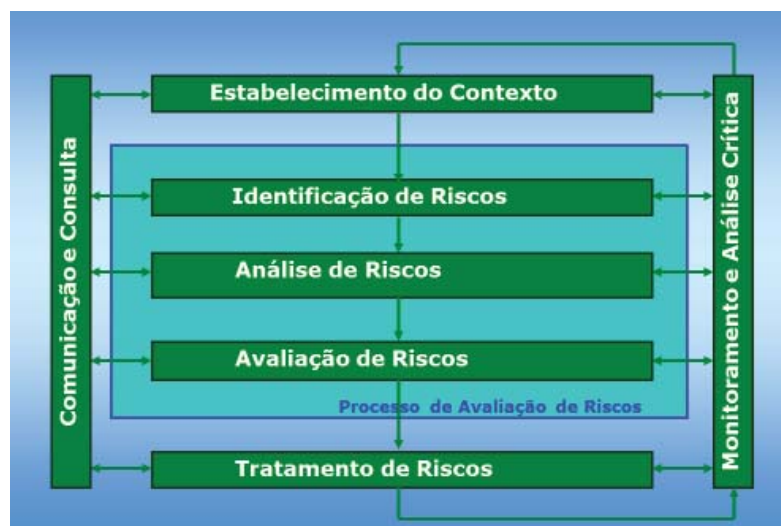 Estabelecimento do Contexto
Comunicação e Consulta
Identificação de Riscos
Análise de Riscos
Avaliação de Riscos
Processo de Avaliação de Riscos
Tratamento de Riscos
Monitoramento e Análise Crítica